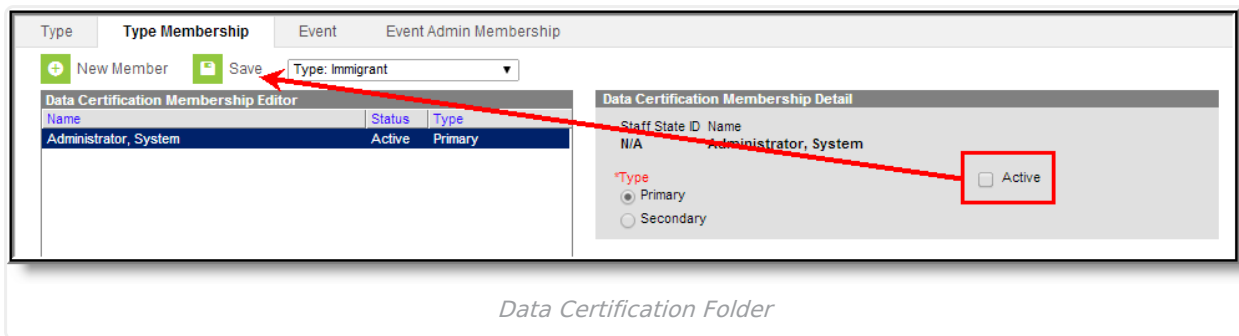 Type Type Membership Event Event Admin Membership
New Member Save Type: Immigrant
Data Certification Membership Editor
Name Status Type
Administrator, System Active Primary
Data Certification Membership Detail
Staff State ID Name
N/A Administrator, System
*Type
Primary
Secondary
Active
Data Certification Folder